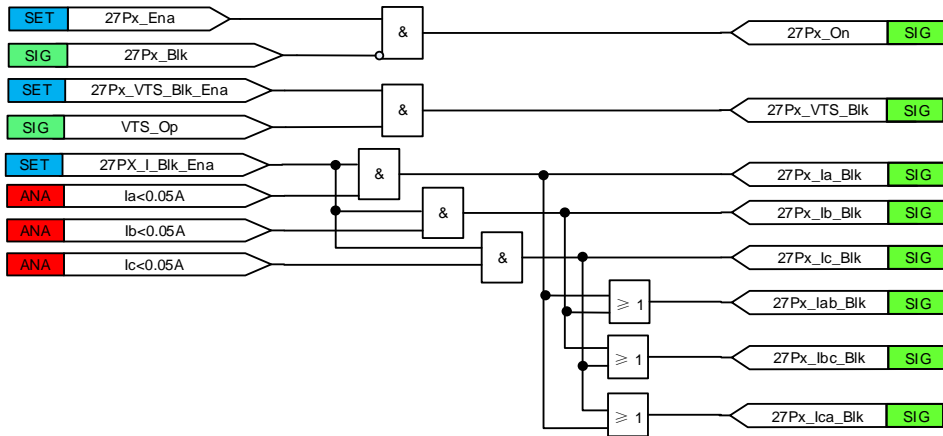 SET 27Px_Ena
& 27Px_On SIG
SIG 27Px_Blk
SET 27Px_VTS_Blk_Ena
& 27Px_VTS_Blk SIG
SIG VTS_Op
SET 27PX_I_Blk_Ena
& 27Px_Ia_Blk SIG
ANA Ia<0.05A
& 27Px_Ib_Blk SIG
ANA Ib<0.05A
& 27Px_Ic_Blk SIG
ANA Ic<0.05A
≥ 1 27Px_Iab_Blk SIG
≥ 1 27Px_Ibc_Blk SIG
≥ 1 27Px_Ica_Blk SIG